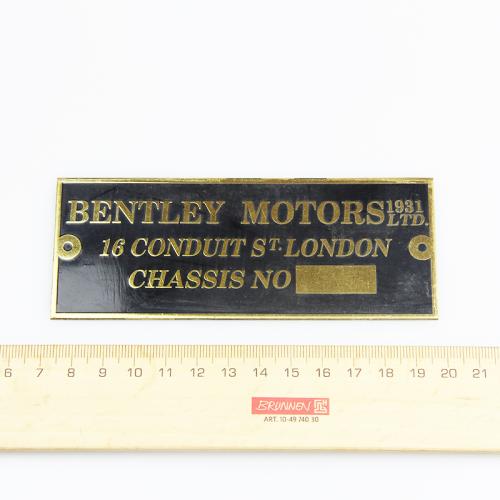 BENTLEY MOTORS 1931 LTD.
16 CONDUIT ST. LONDON
CHASSIS NO
6 7 8 9 10 11 12 13 14 15 16 17 18 19 20 21
BRUNNEN
ART. 10-49 740 30